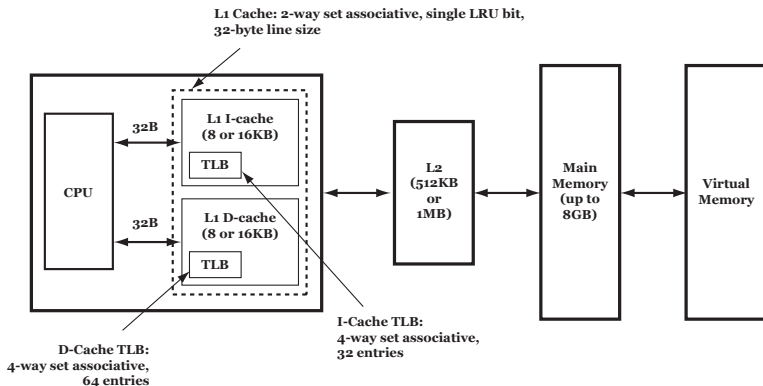 L1 Cache: 2-way set associative, single LRU bit,
32-byte line size
CPU
32B
32B
L1 I-cache
(8 or 16KB)
TLB
L1 D-cache
(8 or 16KB)
TLB
L2
(512KB
or
1MB)
Main
Memory
(up to
8GB)
Virtual
Memory
I-Cache TLB:
4-way set associative,
32 entries
D-Cache TLB:
4-way set associative,
64 entries